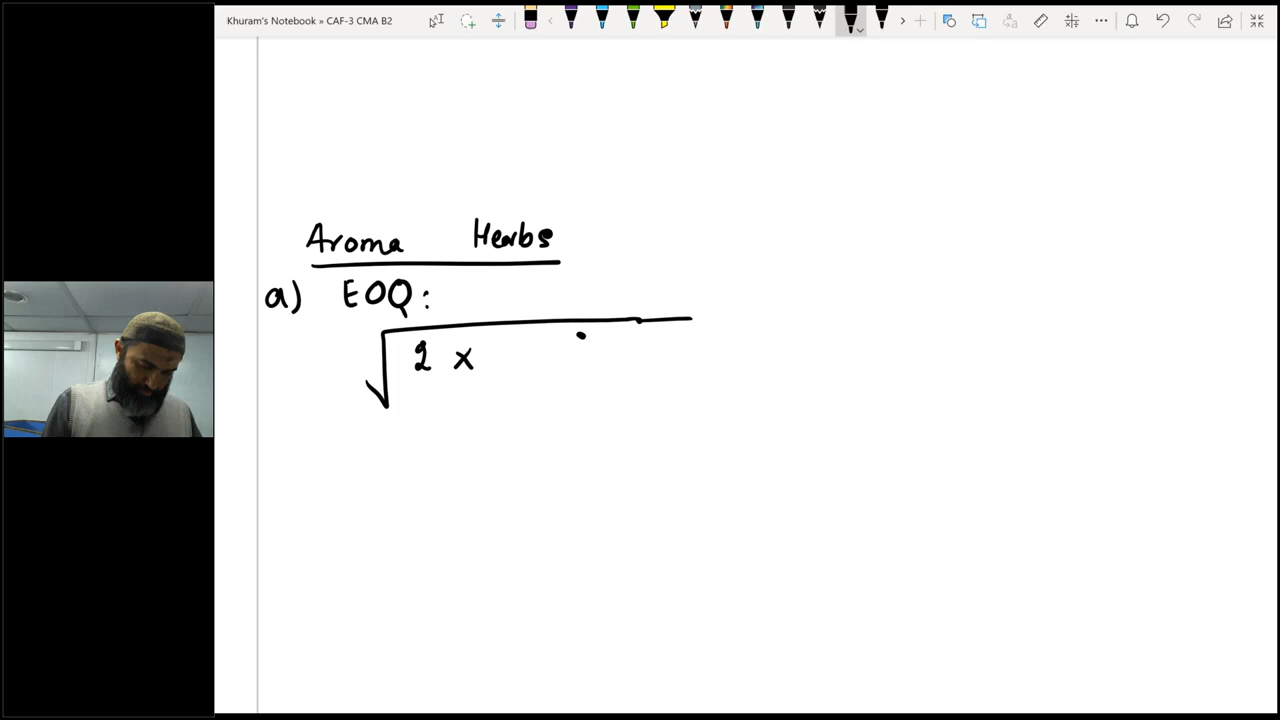 Khuram's Notebook » CAF-3 CMA B2
Aroma Herbs
a) EOQ:
√ 2 x